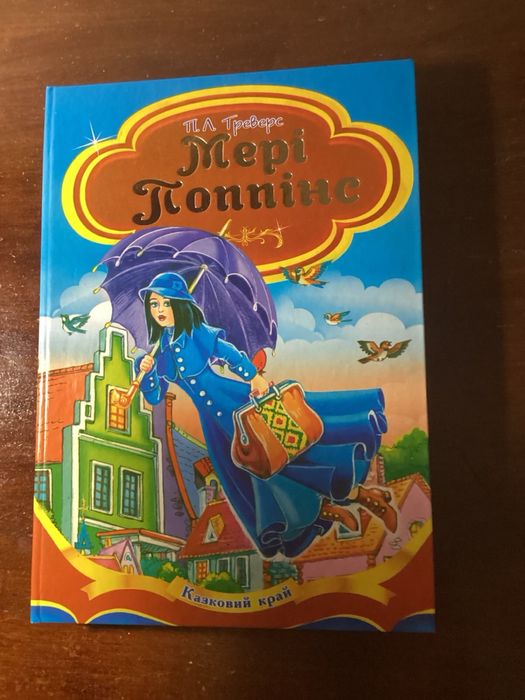 П. Л. Треверс
Мері
Поппінс
Казковий край